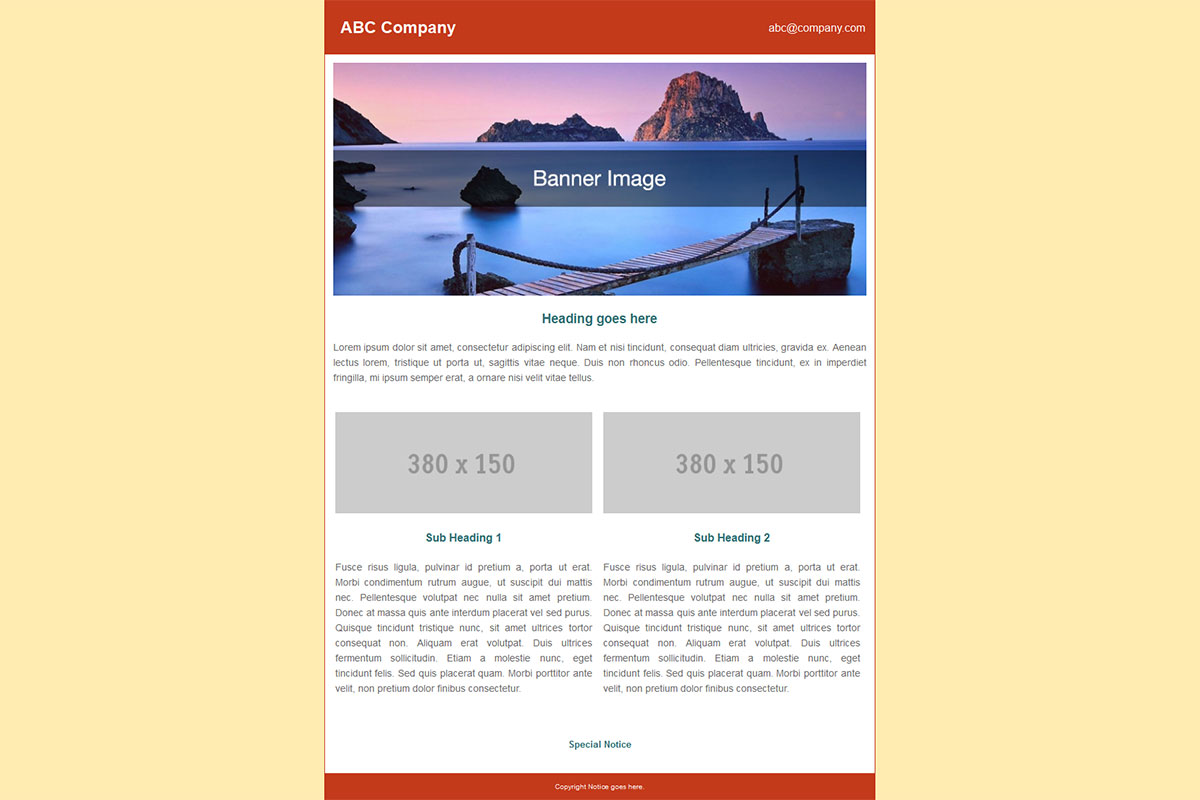 ABC Company
abc@company.com
Banner Image
Heading goes here
Lorem ipsum dolor sit amet, consectetur adipiscing elit. Nam et nisi tincidunt, consequat diam ultricies, gravida ex. Aenean
lectus lorem, tristique ut porta ut, sagittis vitae neque. Duis non rhoncus odio. Pellentesque tincidunt, ex in imperdiet
fringilla, mi ipsum semper erat, a ornare nisi velit vitae tellus.
380 x 150
Sub Heading 1
Fusce risus ligula, pulvinar id pretium a, porta ut erat.
Morbi condimentum rutrum augue, ut suscipit dui mattis
nec. Pellentesque volutpat nec nulla sit amet pretium.
Donec at massa quis ante interdum placerat vel sed purus.
Quisque tincidunt tristique nunc, sit amet ultrices tortor
consequat non. Aliquam erat volutpat. Duis ultrices
fermentum sollicitudin. Etiam a molestie nunc, eget
tincidunt felis. Sed quis placerat quam. Morbi porttitor ante
velit, non pretium dolor finibus consectetur.
380 x 150
Sub Heading 2
Fusce risus ligula, pulvinar id pretium a, porta ut erat.
Morbi condimentum rutrum augue, ut suscipit dui mattis
nec. Pellentesque volutpat nec nulla sit amet pretium.
Donec at massa quis ante interdum placerat vel sed purus.
Quisque tincidunt tristique nunc, sit amet ultrices tortor
consequat non. Aliquam erat volutpat. Duis ultrices
fermentum sollicitudin. Etiam a molestie nunc, eget
tincidunt felis. Sed quis placerat quam. Morbi porttitor ante
velit, non pretium dolor finibus consectetur.
Special Notice
Copyright Notice goes here.